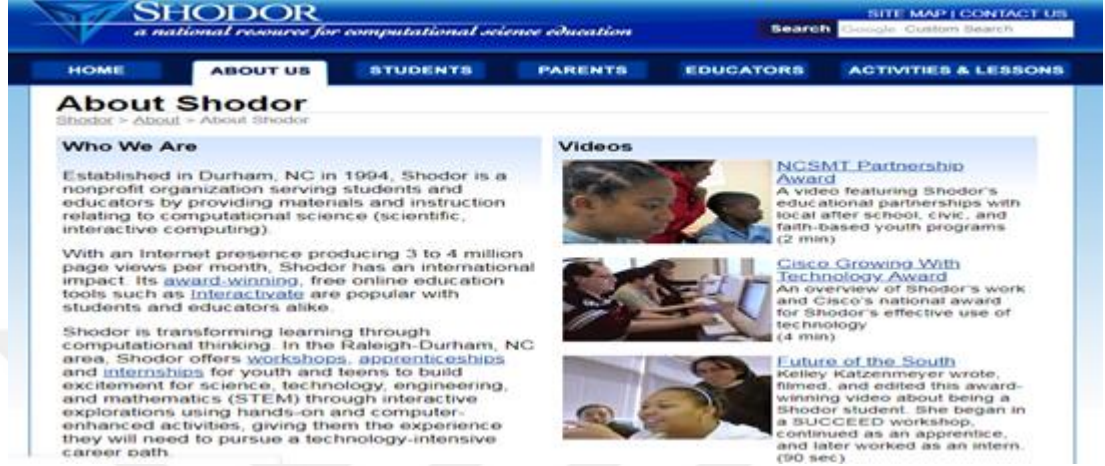 SHODOR
a national resource for computational science education
SITE MAP | CONTACT US
Search Google Custom Search
HOME ABOUT US STUDENTS PARENTS EDUCATORS ACTIVITIES & LESSONS
About Shodor
Shodor > About > About Shodor
Who We Are
Established in Durham, NC in 1994, Shodor is a
nonprofit organization serving students and
educators by providing materials and instruction
relating to computational science (scientific,
interactive computing).
With an Internet presence producing 3 to 4 million
page views per month, Shodor has an international
impact. Its award-winning, free online education
tools such as Interactivate are popular with
students and educators alike.
Shodor is transforming learning through
computational thinking. In the Raleigh-Durham, NC
area, Shodor offers workshops, apprenticeships
and internships for youth and teens to build
excitement for science, technology, engineering,
and mathematics (STEM) through interactive
explorations using hands-on and computer-
enhanced activities, giving them the experience
they will need to pursue a technology-intensive
career path.
Videos
NCSMT Partnership
Award
A video featuring Shodor's
educational partnerships with
local after school, civic, and
faith-based youth programs
(2 min)
Cisco Growing With
Technology Award
An overview of Shodor's work
and Cisco's national award
for Shodor's effective use of
technology
(4 min)
Future of the South
Kelley Katzenmeyer wrote,
filmed, and edited this award-
winning video about being a
Shodor student. She began in
a SUCCEED workshop,
continued as an apprentice,
and later worked as an intern.
(90 sec)